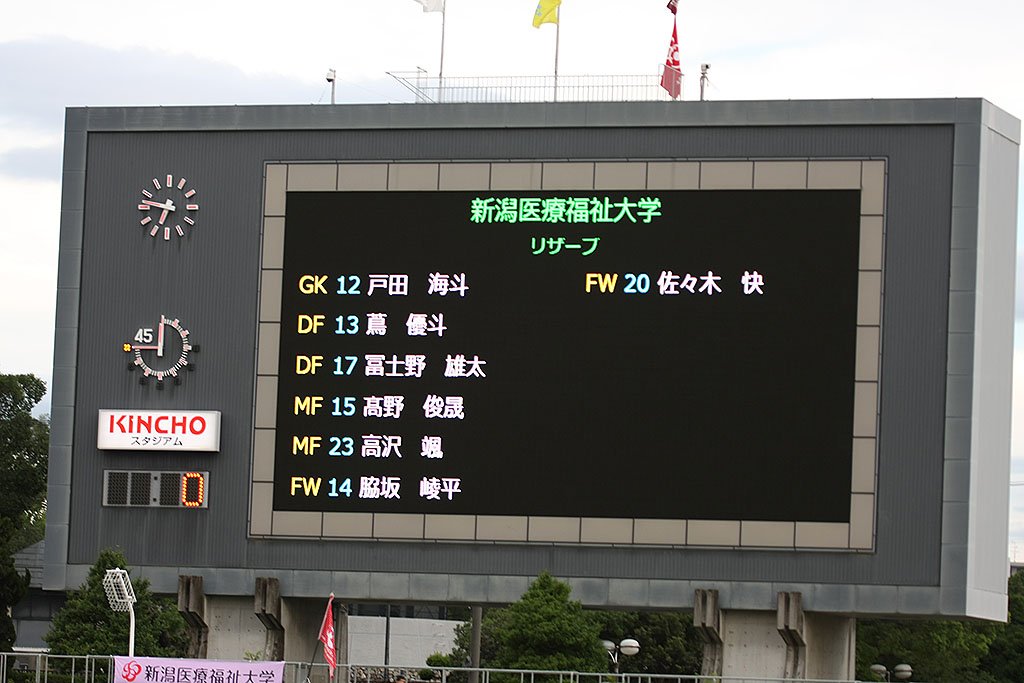 新潟医療福祉大学
リザーブ
GK 12 戸田 海斗
FW 20 佐々木 快
DF 13 蔦 優斗
DF 17 冨士野 雄太
MF 15 髙野 俊晟
MF 23 高沢 颯
FW 14 脇坂 崚平
45
KINCHO
スタジアム
0
新潟医療福祉大学